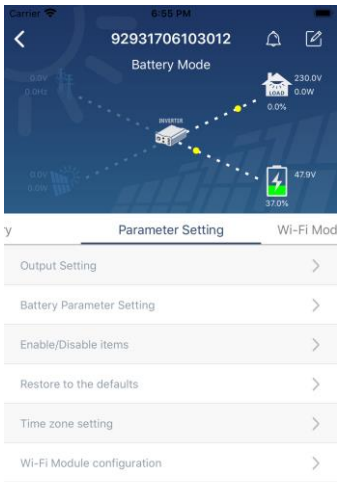 Carrier 6:55 PM
92931706103012
Battery Mode
0.0V
0.0Hz
230.0V
0.0W
LOAD
0.0%
INVERTER
0.0V
0.0W
47.9V
37.0%
y Parameter Setting Wi-Fi Mod
Output Setting
Battery Parameter Setting
Enable/Disable items
Restore to the defaults
Time zone setting
Wi-Fi Module configuration